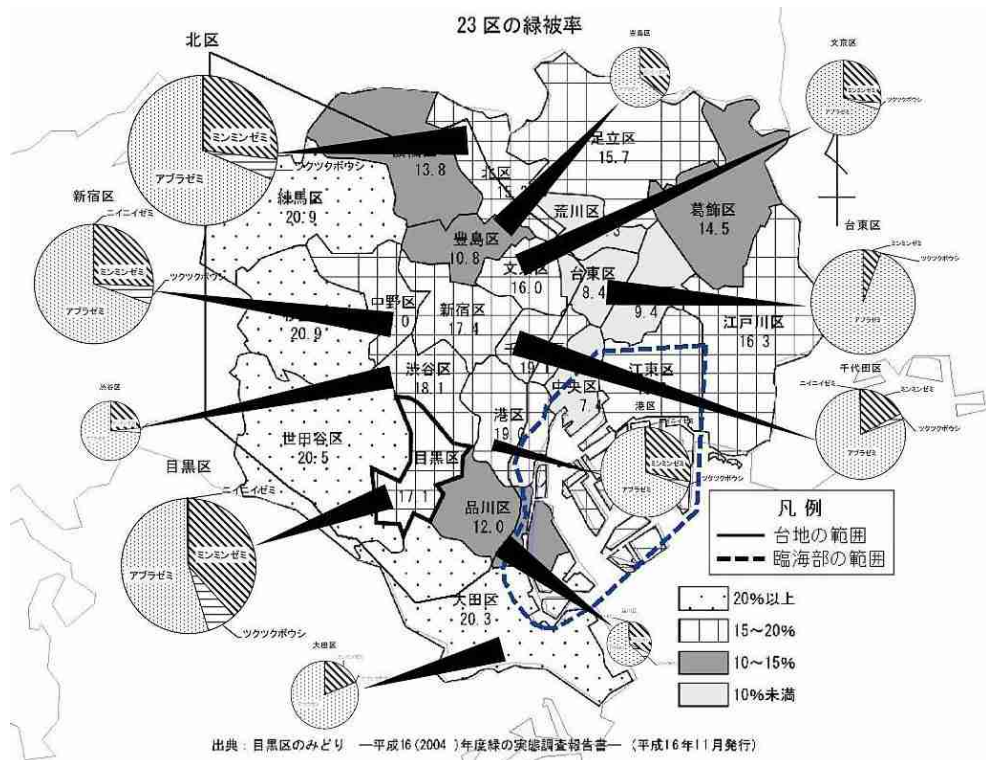 23区の緑被率
北区
ミンミンゼミ
ツクツクボウシ
アブラゼミ
豊島区
文京区
ミンミンゼミ
ツクツクボウシ
アブラゼミ
足立区
15.7
13.8
北区
練馬区
20.9
荒川区
葛飾区
14.5
新宿区
ニイニイゼミ
ミンミンゼミ
ツクツクボウシ
アブラゼミ
豊島区
10.8
文京区
16.0
台東区
8.4
9.4
台東区
ミンミンゼミ
ツクツクボウシ
アブラゼミ
中野区
20.9
新宿区
17.4
19.1
江戸川区
16.3
渋谷区
渋谷区
18.1
中央区
7.4
江東区
港区
千代田区
ニイニイゼミ
ミンミンゼミ
ツクツクボウシ
アブラゼミ
世田谷区
20.5
目黒区
17.1
港区
19.0
ミンミンゼミ
ツクツクボウシ
アブラゼミ
目黒区
ニイニイゼミ
ミンミンゼミ
アブラゼミ
ツクツクボウシ
品川区
12.0
凡例
台地の範囲
臨海部の範囲
20%以上
15～20%
10～15%
10%未満
大田区
20.3
大田区
品川区
出典:目黒区のみどり ―平成16(2004 )年度緑の実態調査報告書― (平成16年11月発行)